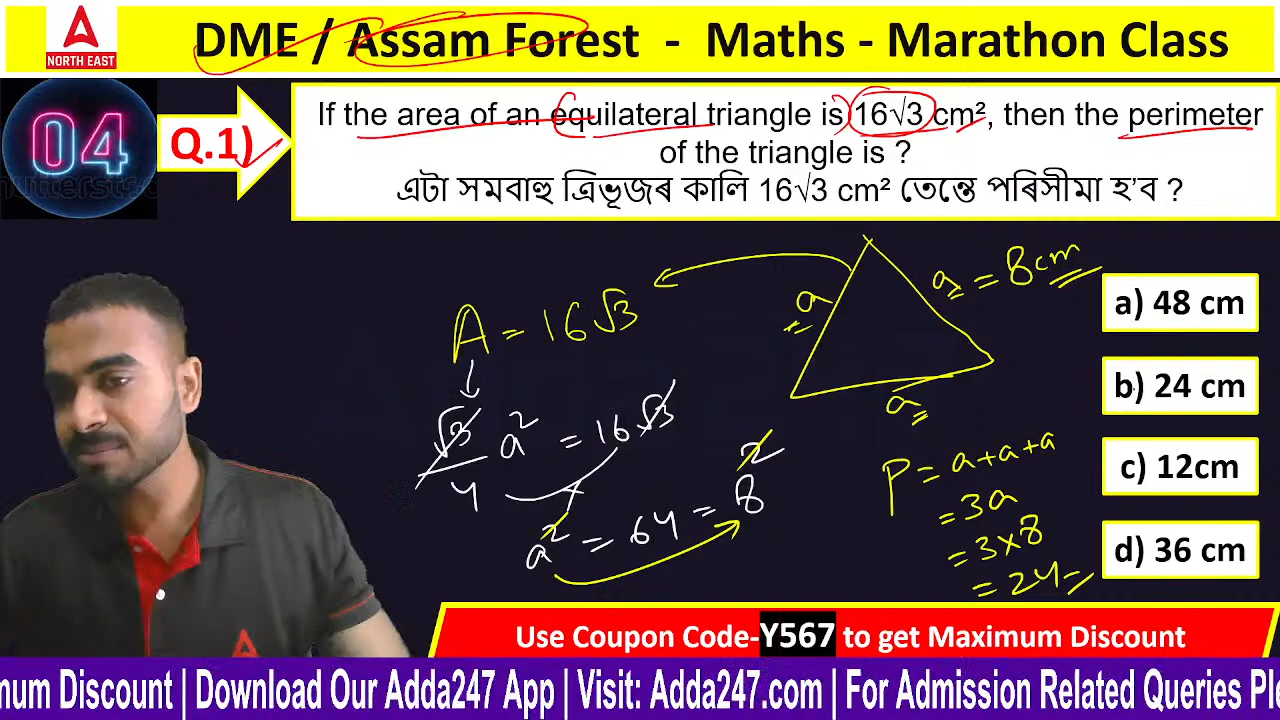 DME / Assam Forest - Maths - Marathon Class
NORTH EAST
04
Q.1)
If the area of an equilateral triangle is 16√3 cm², then the perimeter
of the triangle is ?
এটা সমবাহু ত্রিভূজৰ কালি 16√3 cm² তেন্তে পৰিসীমা হ’ব ?
A = 16√3
a
a = 8cm
a
√3/4 a² = 16√3
a² = 64 = 8²
P = a+a+a
= 3a
= 3×8
= 24
a) 48 cm
b) 24 cm
c) 12cm
d) 36 cm
Use Coupon Code-Y567 to get Maximum Discount
mum Discount | Download Our Adda247 App | Visit: Adda247.com | For Admission Related Queries Ple